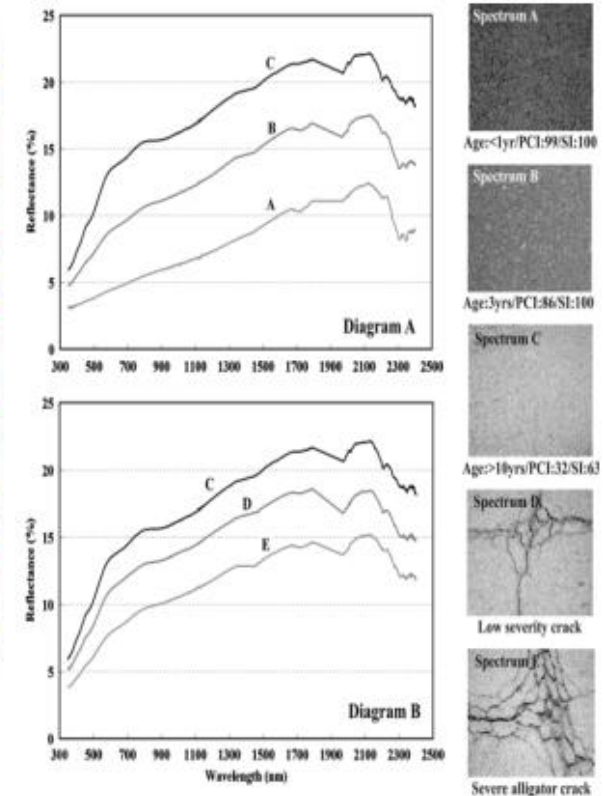 25
20
15
10
5
0
Reflectance (%)
C
B
A
Diagram A
300 500 700 900 1100 1300 1500 1700 1900 2100 2300 2500
25
20
15
10
5
0
Reflectance (%)
C
D
E
Diagram B
300 500 700 900 1100 1300 1500 1700 1900 2100 2300 2500
Wavelength (nm)
Spectrum A
Age:<1yr/PCI:99/SI:100
Spectrum B
Age:3yrs/PCI:86/SI:100
Spectrum C
Age:>10yrs/PCI:32/SI:63
Spectrum D
Low severity crack
Spectrum E
Severe alligator crack